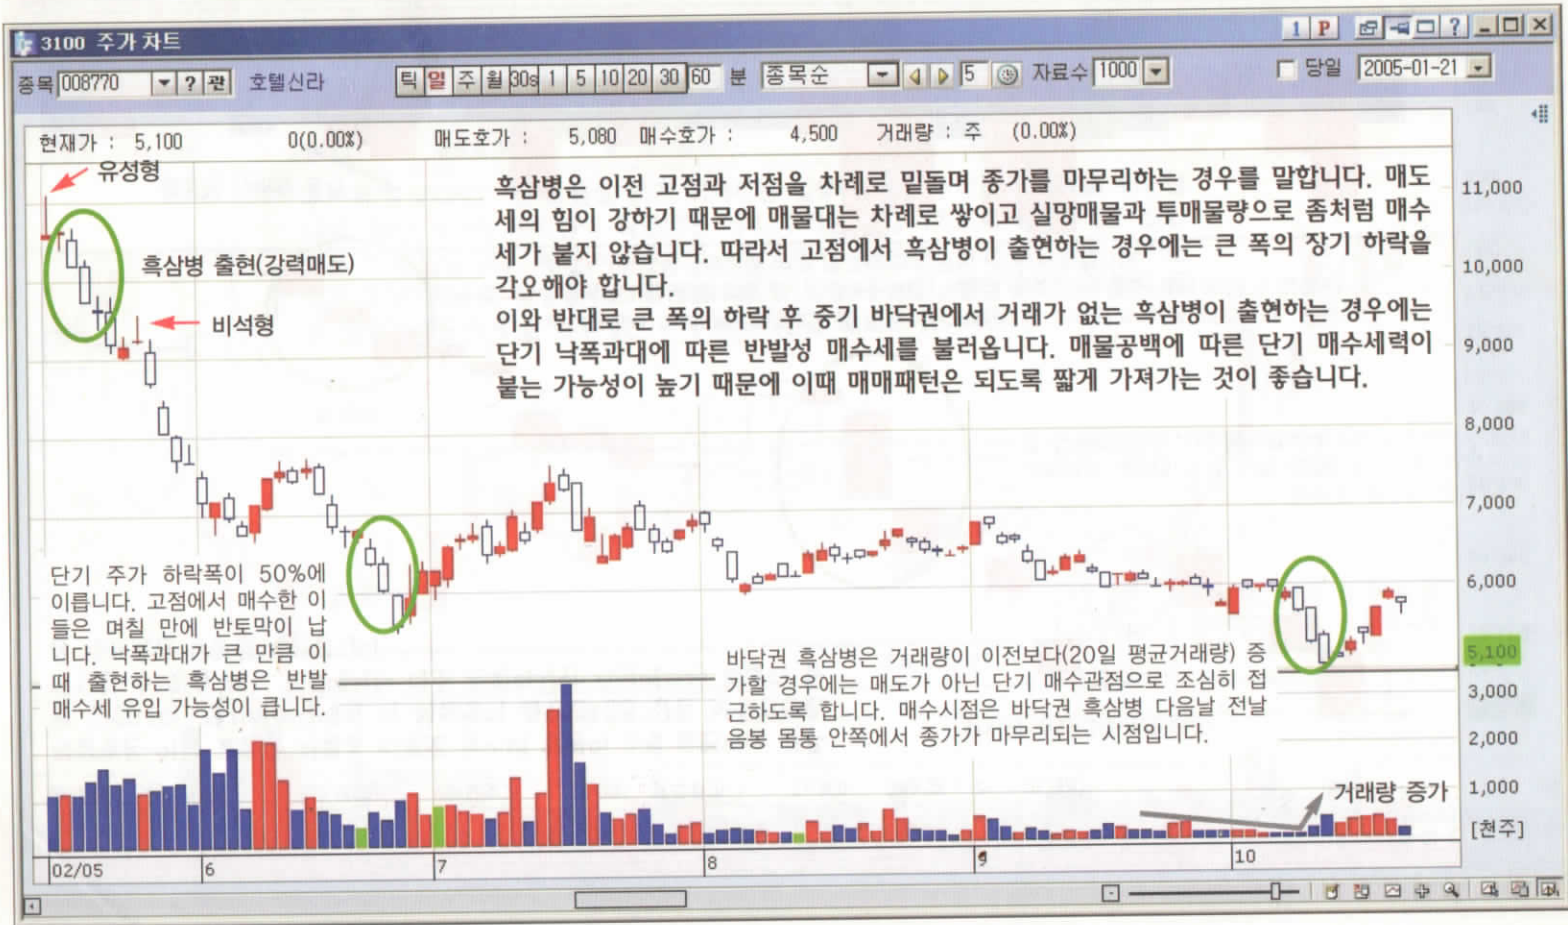 3100 주가 차트
1 P ?
종목 008770 ? 관 호텔신라 틱 일 주 월 30s 1 5 10 20 30 60 분 종목순 5 자료수 1000 당일 2005-01-21
현재가 : 5,100 0(0.00%) 매도호가 : 5,080 매수호가 : 4,500 거래량 : 주 (0.00%)
유성형
흑삼병 출현(강력매도)
비석형
흑삼병은 이전 고점과 저점을 차례로 밑돌며 종가를 마무리하는 경우를 말합니다. 매도
세의 힘이 강하기 때문에 매물대는 차례로 쌓이고 실망매물과 투매물량으로 좀처럼 매수
세가 붙지 않습니다. 따라서 고점에서 흑삼병이 출현하는 경우에는 큰 폭의 장기 하락을
각오해야 합니다.
이와 반대로 큰 폭의 하락 후 중기 바닥권에서 거래가 없는 흑삼병이 출현하는 경우에는
단기 낙폭과대에 따른 반발성 매수세를 불러옵니다. 매물공백에 따른 단기 매수세력이
붙는 가능성이 높기 때문에 이때 매매패턴은 되도록 짧게 가져가는 것이 좋습니다.
11,000
10,000
9,000
8,000
7,000
6,000
5,100
3,000
2,000
1,000
[천주]
단기 주가 하락폭이 50%에
이릅니다. 고점에서 매수한 이
들은 며칠 만에 반토막이 납
니다. 낙폭과대가 큰 만큼 이
때 출현하는 흑삼병은 반발
매수세 유입 가능성이 큽니다.
바닥권 흑삼병은 거래량이 이전보다(20일 평균거래량) 증
가할 경우에는 매도가 아닌 단기 매수관점으로 조심히 접
근하도록 합니다. 매수시점은 바닥권 흑삼병 다음날 전날
음봉 몸통 안쪽에서 종가가 마무리되는 시점입니다.
거래량 증가
02/05 6 7 8 9 10